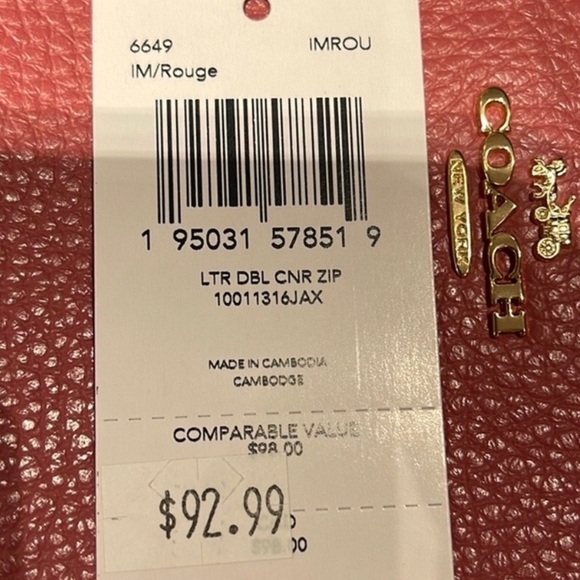 6649 IMROU
IM/Rouge
1 95031 57851 9
LTR DBL CNR ZIP
10011316JAX
MADE IN CAMBODIA
CAMBODGE
COMPARABLE VALUE
$98.00
$92.99
COACH
NEW YORK